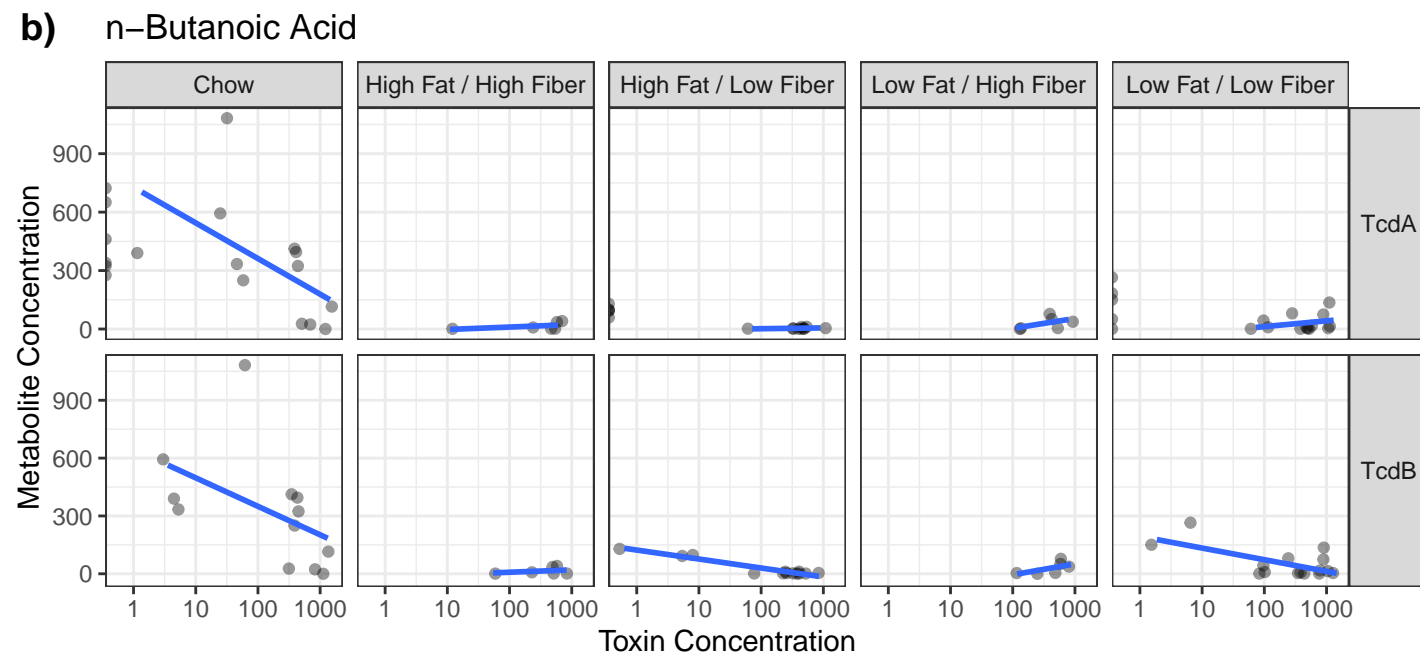 b) n−Butanoic Acid
Chow High Fat / High Fiber High Fat / Low Fiber Low Fat / High Fiber Low Fat / Low Fiber
900
600
300
0
TcdA
900
600
300
0
TcdB
Metabolite Concentration
1 10 100 1000 1 10 100 1000 1 10 100 1000 1 10 100 1000 1 10 100 1000
Toxin Concentration